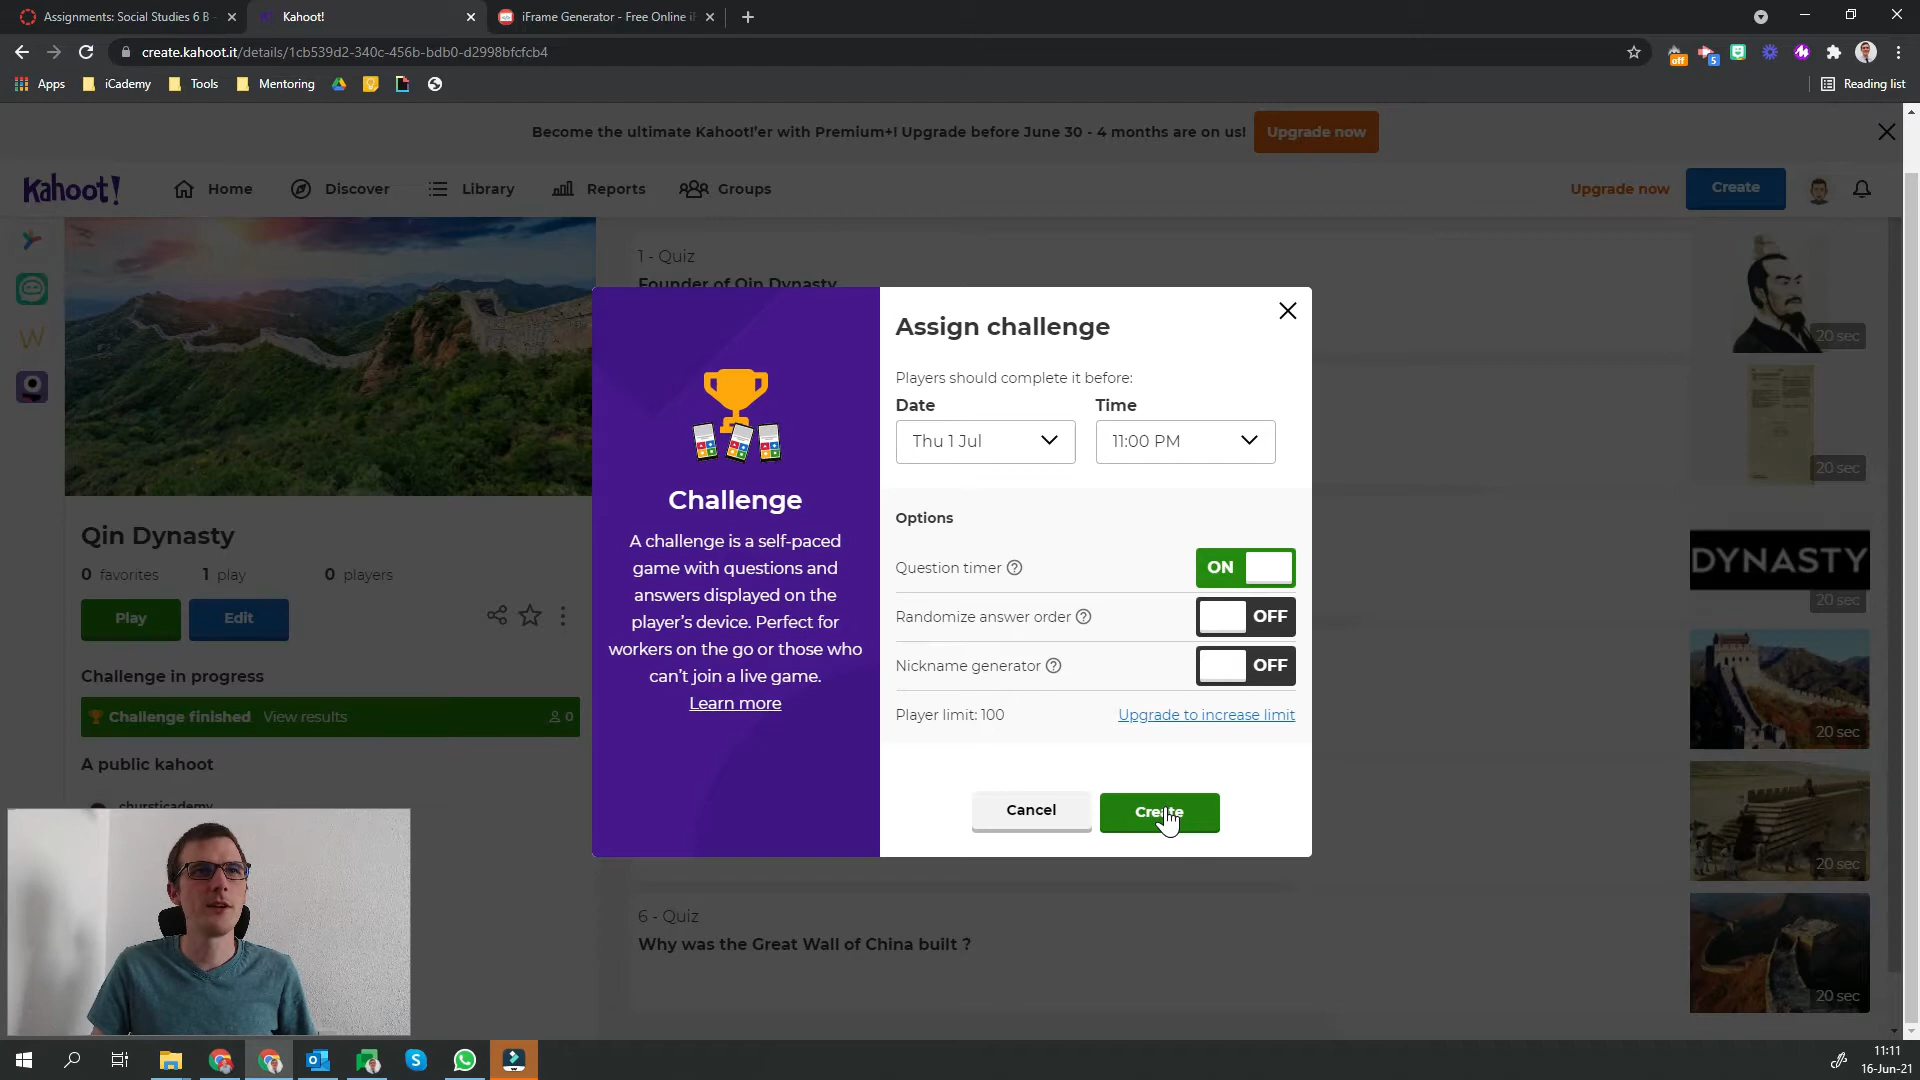 Assignments: Social Studies 6 B
Kahoot!
iFrame Generator - Free Online iF
create.kahoot.it/details/1cb539d2-340c-456b-bdb0-d2998bfcfcb4
off
5
Apps
iCademy
Tools
Mentoring
Reading list
Become the ultimate Kahoot!'er with Premium+! Upgrade before June 30 - 4 months are on us!
Upgrade now
Kahoot!
Home
Discover
Library
Reports
Groups
Upgrade now
Create
1 - Quiz
Founder of Qin Dynasty
20 sec
20 sec
DYNASTY
20 sec
20 sec
20 sec
20 sec
W
Qin Dynasty
0 favorites
1 play
0 players
Play
Edit
Challenge in progress
Challenge finished
View results
0
A public kahoot
chursticademy
Challenge
A challenge is a self-paced
game with questions and
answers displayed on the
player's device. Perfect for
workers on the go or those who
can't join a live game.
Learn more
Assign challenge
Players should complete it before:
Date
Time
Thu 1 Jul
11:00 PM
Options
Question timer
ON
Randomize answer order
OFF
Nickname generator
OFF
Player limit: 100
Upgrade to increase limit
Cancel
Create
6 - Quiz
Why was the Great Wall of China built ?
11:11
16-Jun-21